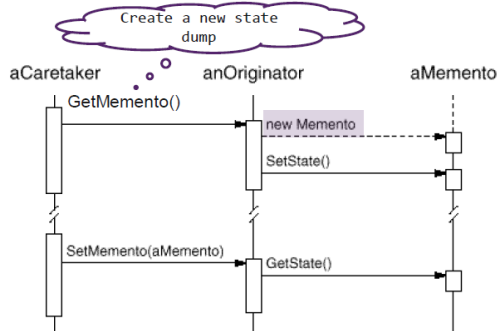 Create a new state
dump
aCaretaker
anOriginator
aMemento
GetMemento()
new Memento
SetState()
SetMemento(aMemento)
GetState()